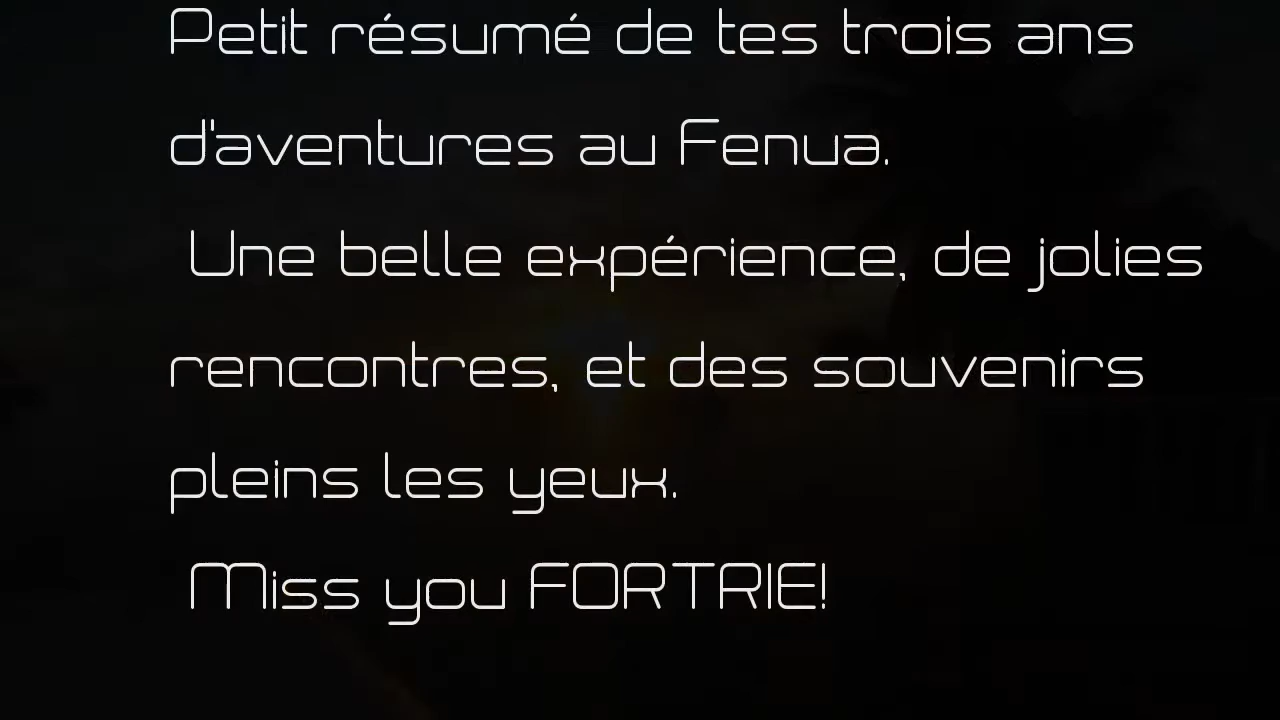 Petit résumé de tes trois ans
d'aventures au Fenua.
Une belle expérience, de jolies
rencontres, et des souvenirs
pleins les yeux.
Miss you FORTRIE!